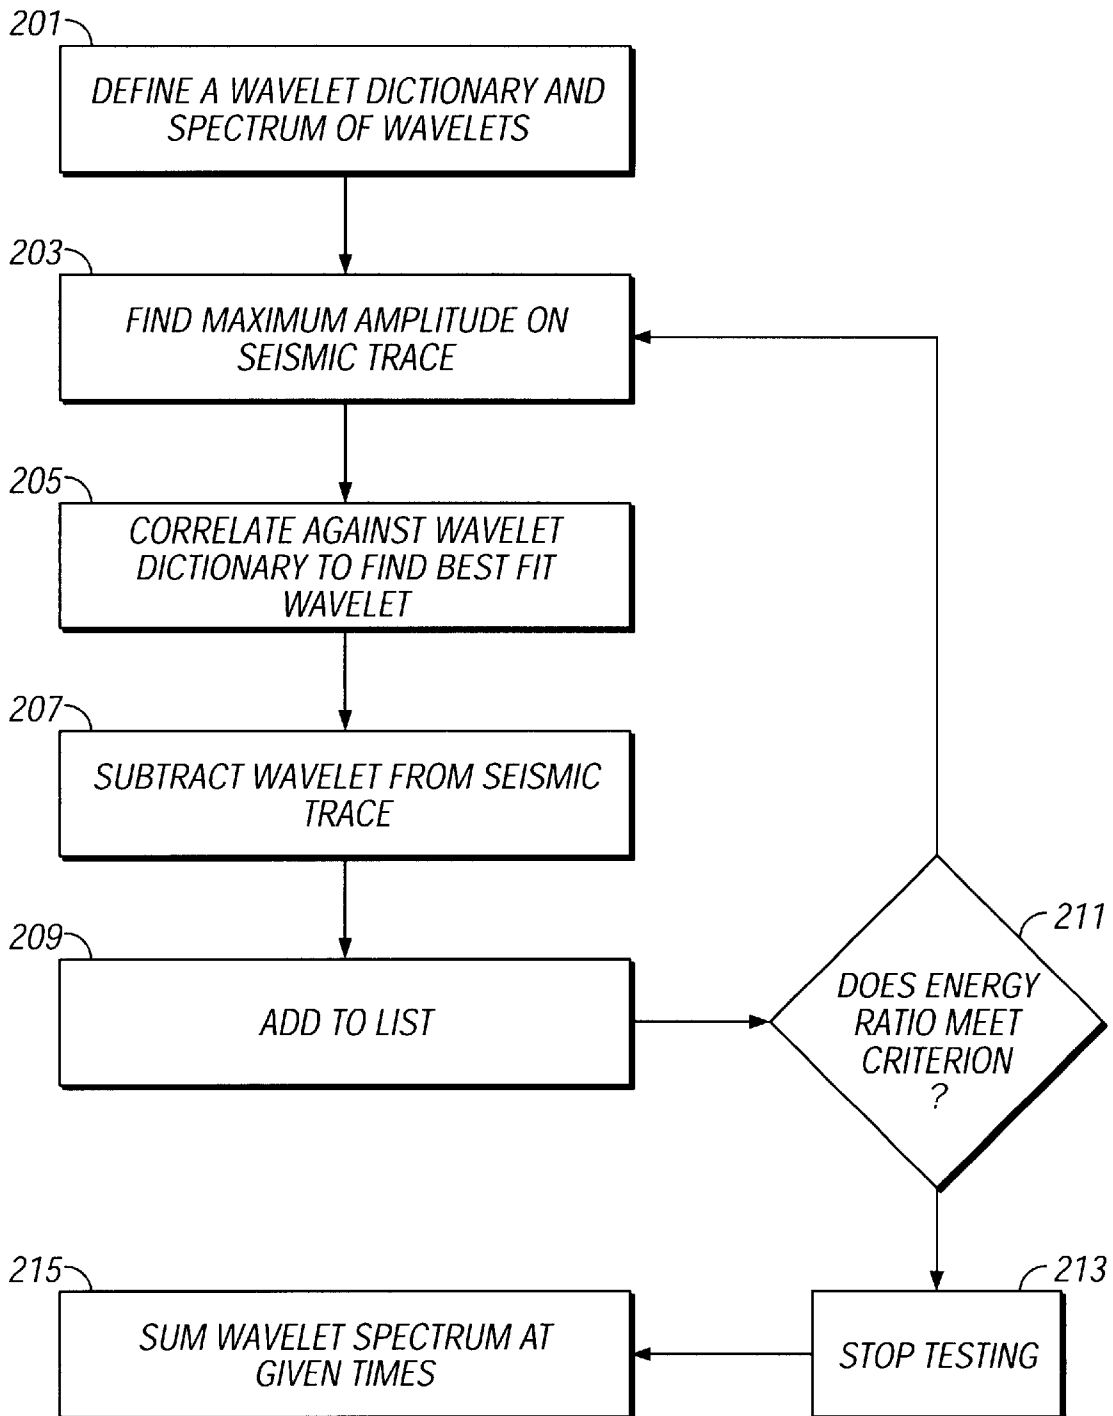 201
DEFINE A WAVELET DICTIONARY AND
SPECTRUM OF WAVELETS
203
FIND MAXIMUM AMPLITUDE ON
SEISMIC TRACE
205
CORRELATE AGAINST WAVELET
DICTIONARY TO FIND BEST FIT
WAVELET
207
SUBTRACT WAVELET FROM SEISMIC
TRACE
209
ADD TO LIST
211
DOES ENERGY
RATIO MEET
CRITERION
?
213
STOP TESTING
215
SUM WAVELET SPECTRUM AT
GIVEN TIMES